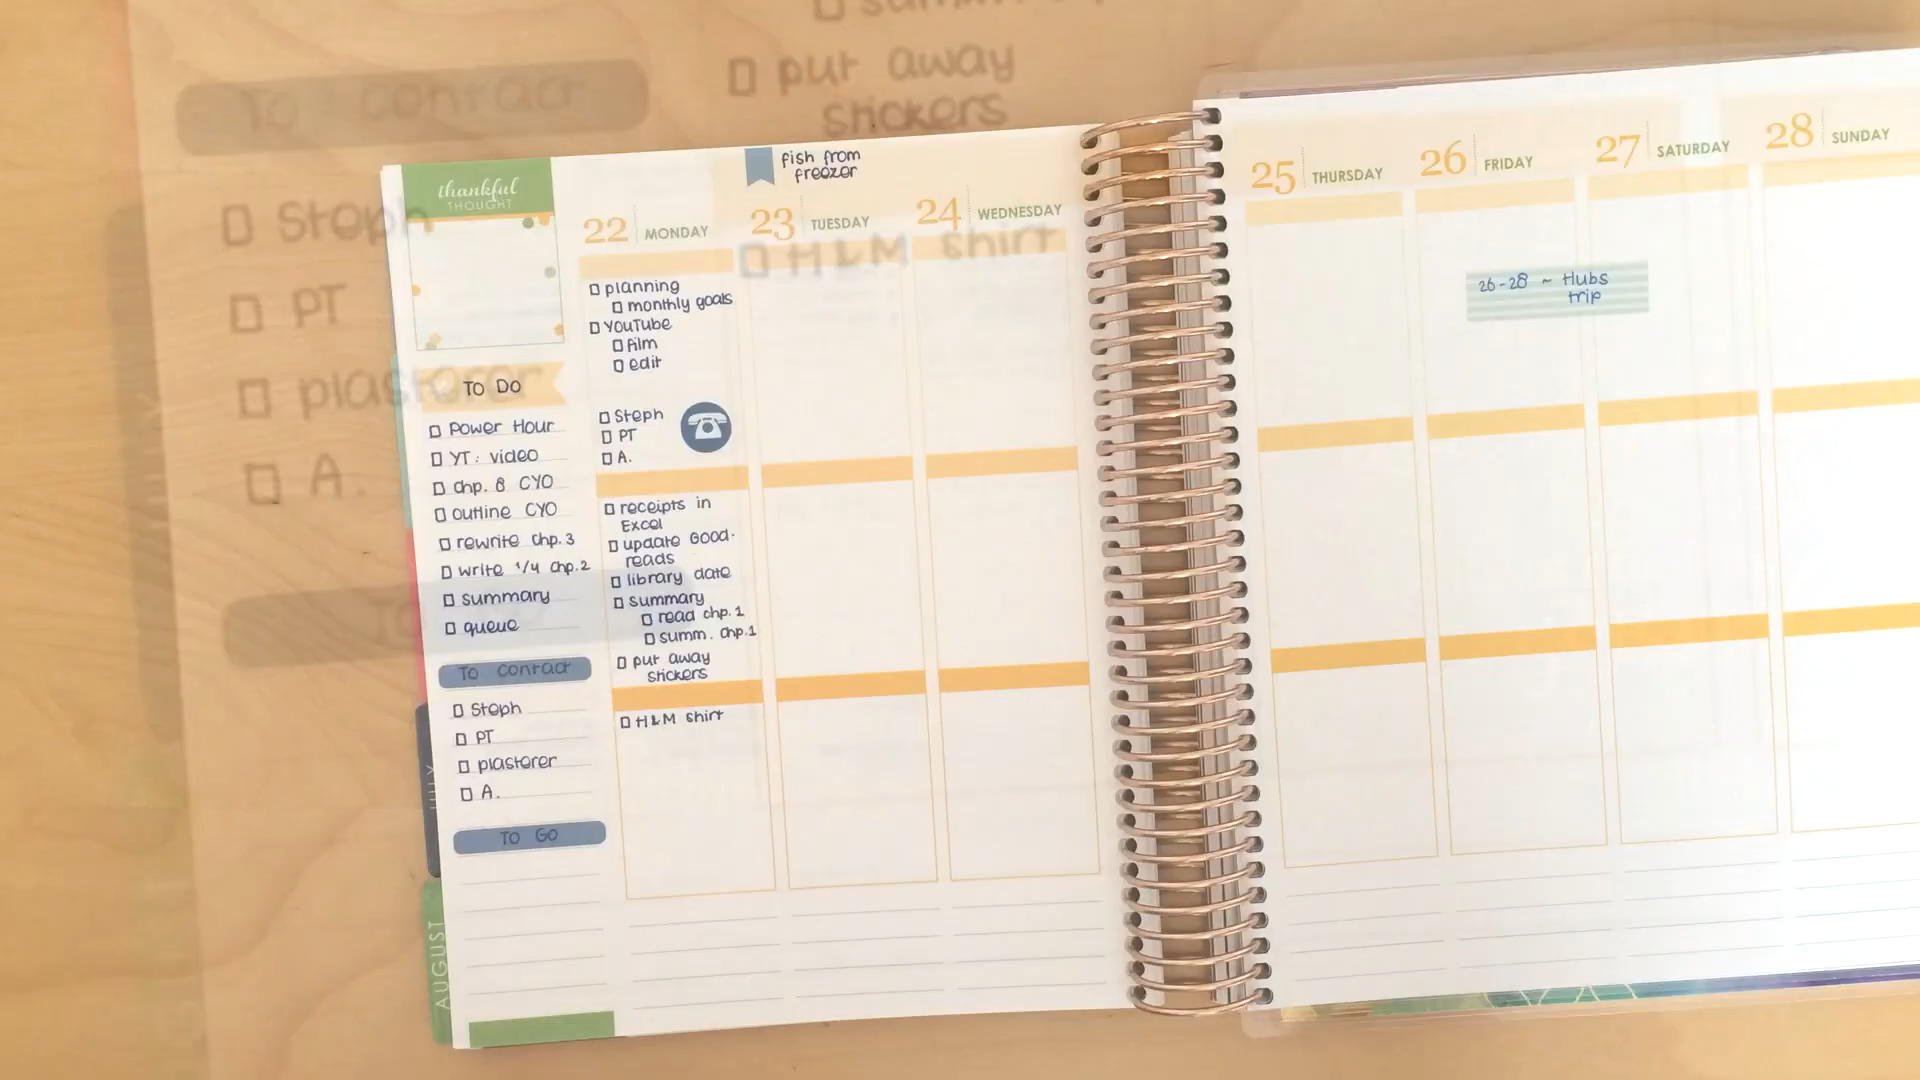 put away
stickers
To contact
Steph
PT
plasterer
A.
H&M shirt
thankful
THOUGHT
TO DO
Power Hour
YT: video
chp. 8 CYO
outline CYO
rewrite chp.3
write 1/4 chp.2
summary
queue
To contact
Steph
PT
plasterer
A.
To Go
fish from
freezer
22 MONDAY
planning
monthly goals
YouTube
film
edit
Steph
PT
A.
receipts in
Excel
update Good-
reads
library date
summary
read chp.1
summ. chp.1
put away
stickers
H&M shirt
23 TUESDAY
24 WEDNESDAY
25 THURSDAY
26 FRIDAY
27 SATURDAY
28 SUNDAY
26-28 ~ Hubs
trip
AUGUST